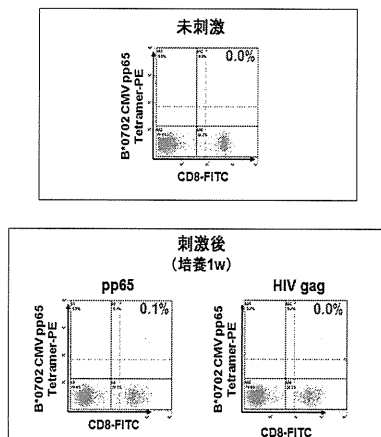 未刺激
0.0%
B*0702 CMV pp65
Tetramer-PE
CD8-FITC
刺激後
(培養1w)
pp65
HIV gag
0.1%
0.0%
B*0702 CMV pp65
Tetramer-PE
B*0702 CMV pp65
Tetramer-PE
CD8-FITC
CD8-FITC